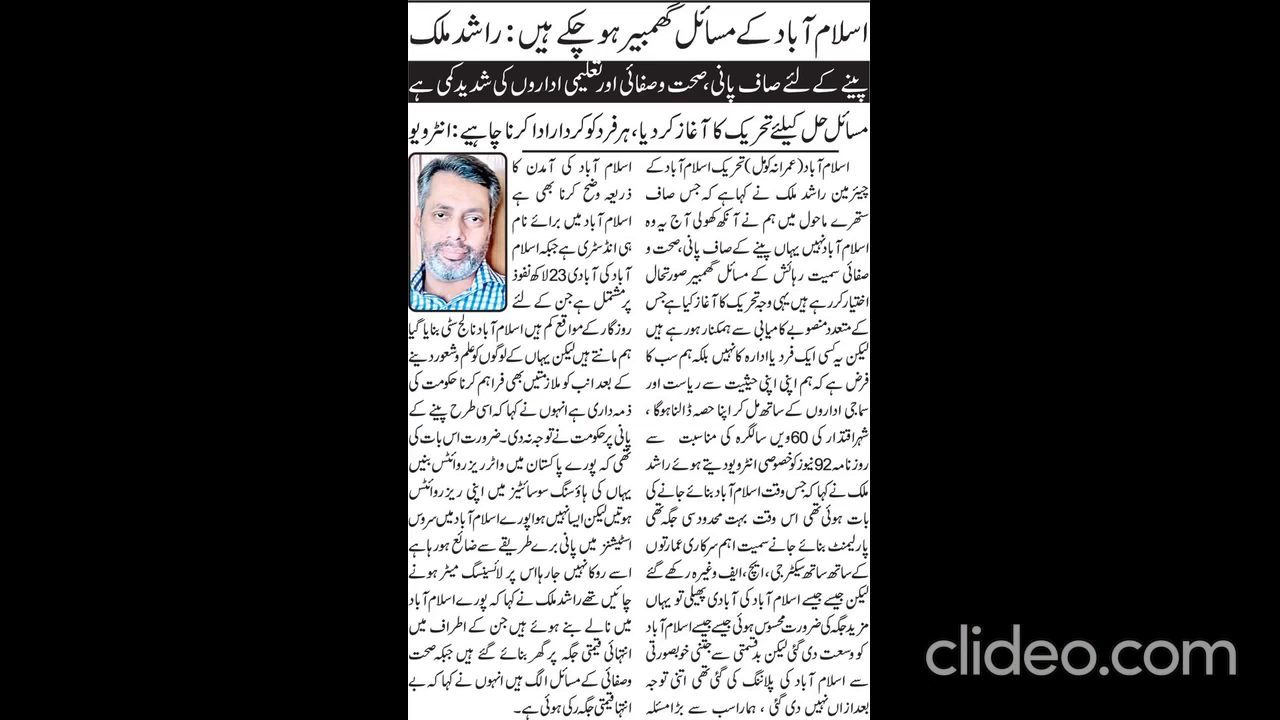 اسلام آباد کے مسائل گھمبیر ہو چکے ہیں: راشد ملک
پینے کے لئے صاف پانی، صحت و صفائی اور تعلیمی اداروں کی شدید کمی ہے
مسائل حل کیلئے تحریک کا آغاز کر دیا، ہر فرد کو کردار ادا کرنا چاہیے: انٹرویو
اسلام آباد (عمرانہ کومل) تحریک اسلام آباد کے
چیئرمین راشد ملک نے کہا ہے کہ جس صاف
ستھرے ماحول میں ہم نے آنکھ کھولی آج یہ وہ
اسلام آباد نہیں یہاں پینے کے صاف پانی، صحت و
صفائی سمیت رہائش کے مسائل گھمبیر صورتحال
اختیار کر رہے ہیں یہی وجہ تحریک کا آغاز کیا ہے جس
کے متعدد منصوبے کامیابی سے ہمکنار ہو رہے ہیں
لیکن یہ کسی ایک فرد یا ادارہ کا نہیں بلکہ ہم سب کا
فرض ہے کہ ہم اپنی اپنی حیثیت سے ریاست اور
سماجی اداروں کے ساتھ مل کر اپنا حصہ ڈالنا ہوگا ،
شہر اقتدار کی 60ویں سالگرہ کی مناسبت سے
روزنامہ 92 نیوز کو خصوصی انٹرویو دیتے ہوئے راشد
ملک نے کہا کہ جس وقت اسلام آباد بنائے جانے کی
بات ہوئی تھی اس وقت بہت محدود سی جگہ تھی
پارلیمنٹ بنائے جانے سمیت اہم سرکاری عمارتوں
کے ساتھ ساتھ سیکٹر جی، ایچ، ایف وغیرہ رکھے گئے
لیکن جیسے جیسے اسلام آباد کی آبادی پھیلی تو یہاں
مزید جگہ کی ضرورت محسوس ہوئی جیسے جیسے اسلام آباد
کو وسعت دی گئی لیکن بدقسمتی سے جتنی خوبصورتی
سے اسلام آباد کی پلاننگ کی گئی تھی اتنی توجہ
بعد ازاں نہیں دی گئی ، ہمارا سب سے بڑا مسئلہ
اسلام آباد کی آمدن کا
ذریعہ وضح کرنا بھی ہے
اسلام آباد میں برائے نام
ہی انڈسٹری ہے جبکہ اسلام
آباد کی آبادی 23 لاکھ نفوذ
پر مشتمل ہے جن کے لئے
روزگار کے مواقع کم ہیں اسلام آباد نالج سٹی بنایا گیا
ہم مانتے ہیں لیکن یہاں کے لوگوں کو علم و شعور دینے
کے بعد انب کو ملازمتیں بھی فراہم کرنا حکومت کی
ذمہ داری ہے انہوں نے کہا کہ اسی طرح پینے کے
پانی پر حکومت نے توجہ نہ دی۔ ضرورت اس بات کی
تھی کہ پورے پاکستان میں واٹر ریزروائٹس بنیں
یہاں کی ہاؤسنگ سوسائٹیز میں اپنی ریزروائٹس
ہوتیں لیکن ایسا نہیں ہوا پورے اسلام آباد میں سروس
اسٹیشنز میں پانی برے طریقے سے ضائع ہو رہا ہے
اسے روکا نہیں جا رہا اس پر لائسینسگ میٹر ہونے
چائیں تھے راشد ملک نے کہا کہ پورے اسلام آباد
میں نالے بنے ہوئے ہیں جن کے اطراف میں
انتہائی قیمتی جگہ پر گھر بنائے گئے ہیں جبکہ صحت
و صفائی کے مسائل الگ ہیں انہوں نے کہا کہ بے
انتہا قیمتی جگہ رکی ہوئی ہے۔
clideo.com